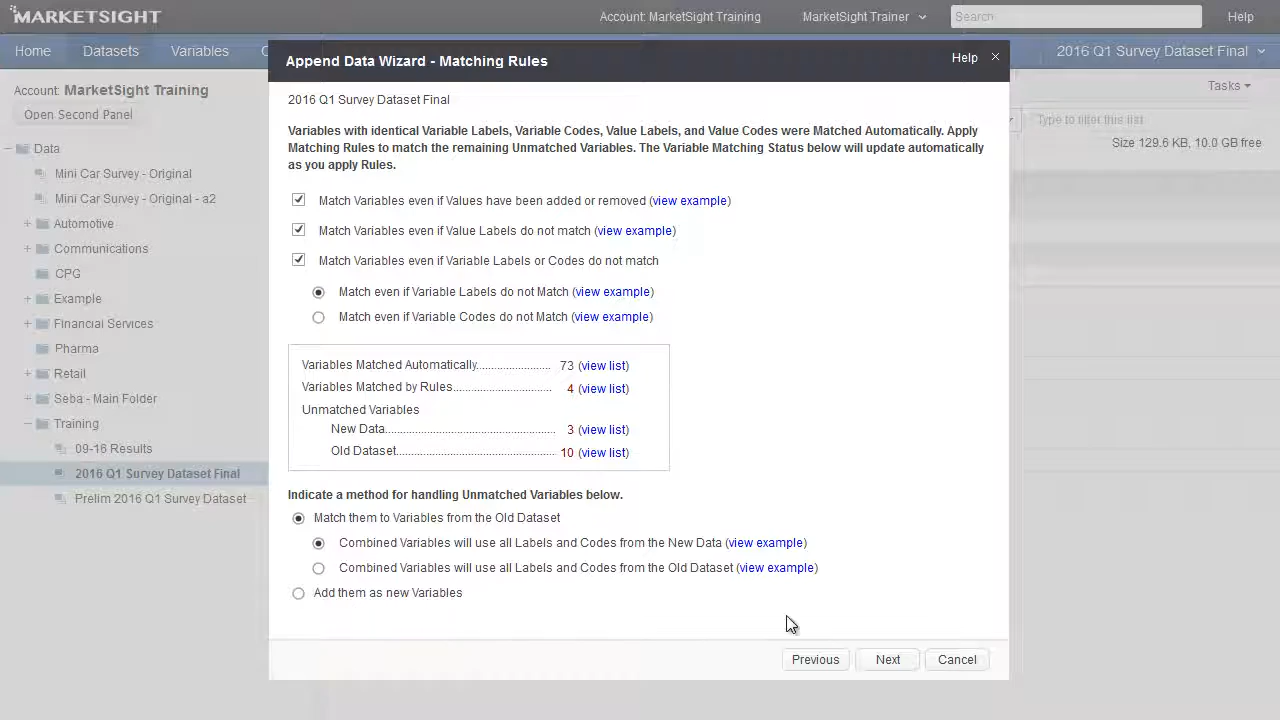 MARKETSIGHT
Account: MarketSight Training
MarketSight Trainer
Search
Help
Home
Datasets
Variables
2016 Q1 Survey Dataset Final
Account: MarketSight Training
Open Second Panel
Tasks
Type to filter this list
Size 129.6 KB, 10.0 GB free
Data
Mini Car Survey - Original
Mini Car Survey - Original - a2
Automotive
Communications
CPG
Example
Financial Services
Pharma
Retail
Seba - Main Folder
Training
09-16 Results
2016 Q1 Survey Dataset Final
Prelim 2016 Q1 Survey Dataset
Append Data Wizard - Matching Rules
Help
2016 Q1 Survey Dataset Final
Variables with identical Variable Labels, Variable Codes, Value Labels, and Value Codes were Matched Automatically. Apply
Matching Rules to match the remaining Unmatched Variables. The Variable Matching Status below will update automatically
as you apply Rules.
Match Variables even if Values have been added or removed (view example)
Match Variables even if Value Labels do not match (view example)
Match Variables even if Variable Labels or Codes do not match
Match even if Variable Labels do not Match (view example)
Match even if Variable Codes do not Match (view example)
Variables Matched Automatically........................ 73 (view list)
Variables Matched by Rules................................ 4 (view list)
Unmatched Variables
New Data....................................................... 3 (view list)
Old Dataset.................................................... 10 (view list)
Indicate a method for handling Unmatched Variables below.
Match them to Variables from the Old Dataset
Combined Variables will use all Labels and Codes from the New Data (view example)
Combined Variables will use all Labels and Codes from the Old Dataset (view example)
Add them as new Variables
Previous
Next
Cancel